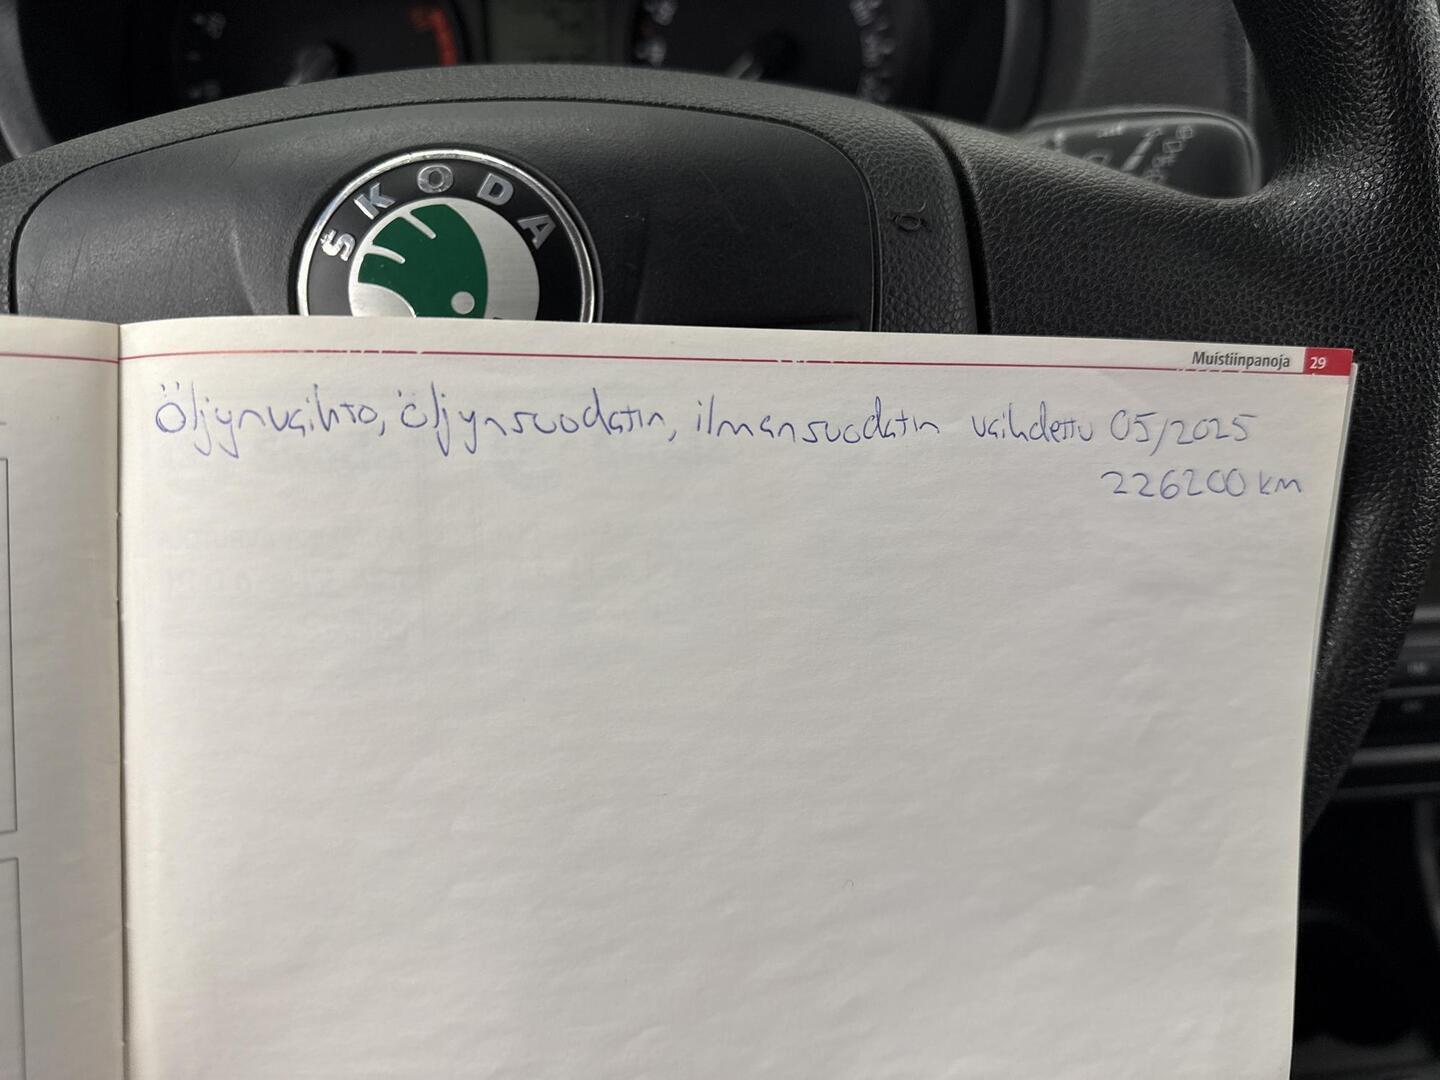 ŠKODA
Muistiinpanoja 29
Öljynvaihto, öljynsuodatin, ilmansuodatin vaihdettu 05/2025
226200 km